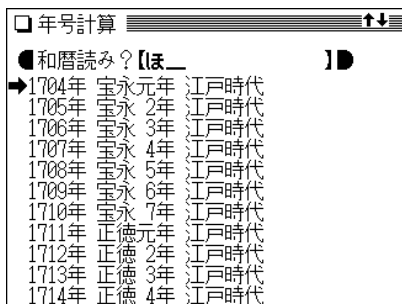 年号計算
和暦読み?【ほ__ 】
1704年 宝永元年 江戸時代
1705年 宝永 2年 江戸時代
1706年 宝永 3年 江戸時代
1707年 宝永 4年 江戸時代
1708年 宝永 5年 江戸時代
1709年 宝永 6年 江戸時代
1710年 宝永 7年 江戸時代
1711年 正徳元年 江戸時代
1712年 正徳 2年 江戸時代
1713年 正徳 3年 江戸時代
1714年 正徳 4年 江戸時代